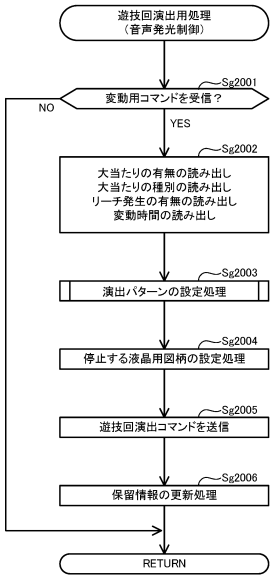 遊技回演出用処理
（音声発光制御）
Sg2001
変動用コマンドを受信？
NO
YES
Sg2002
大当たりの有無の読み出し
大当たりの種別の読み出し
リーチ発生の有無の読み出し
変動時間の読み出し
Sg2003
演出パターンの設定処理
Sg2004
停止する液晶用図柄の設定処理
Sg2005
遊技回演出コマンドを送信
Sg2006
保留情報の更新処理
RETURN